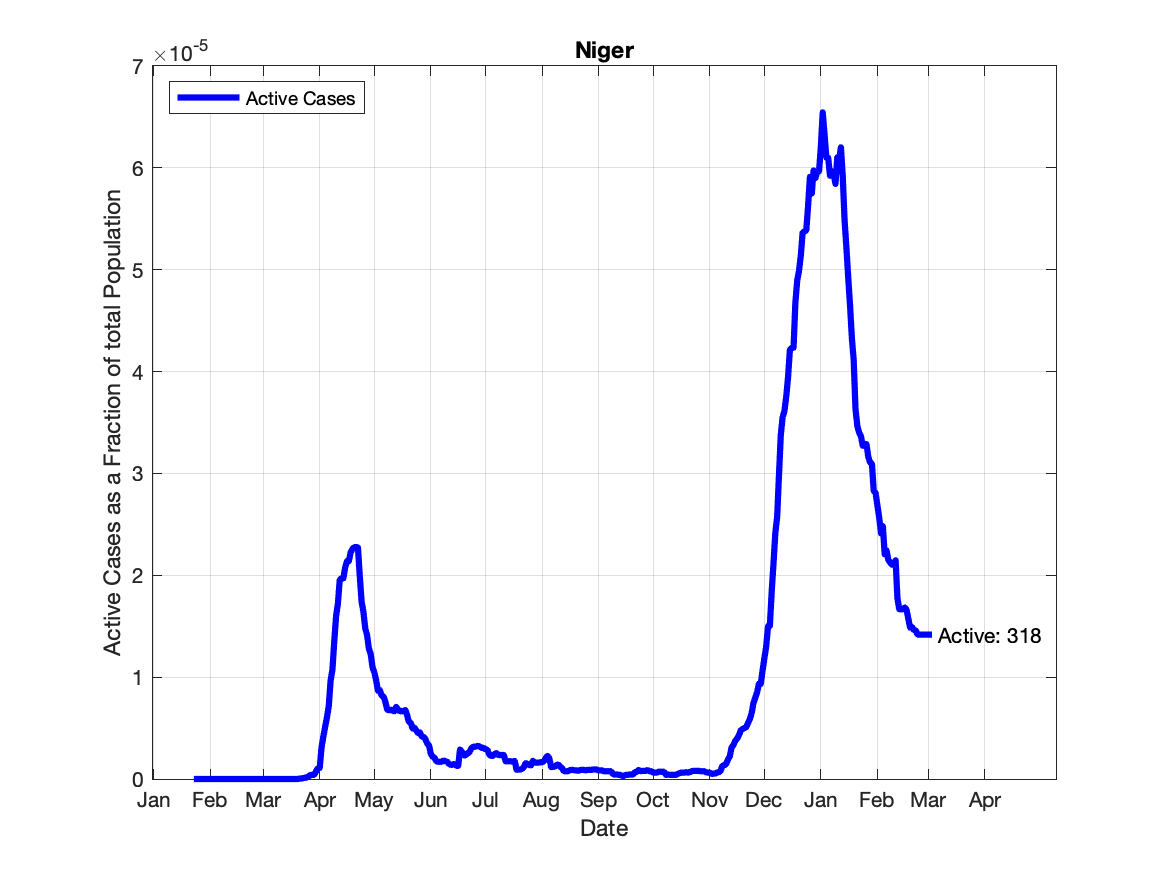 Niger
×10-5
7
6
5
4
3
2
1
0
Active Cases
Active Cases as a Fraction of total Population
Active: 318
Jan Feb Mar Apr May Jun Jul Aug Sep Oct Nov Dec Jan Feb Mar Apr
Date